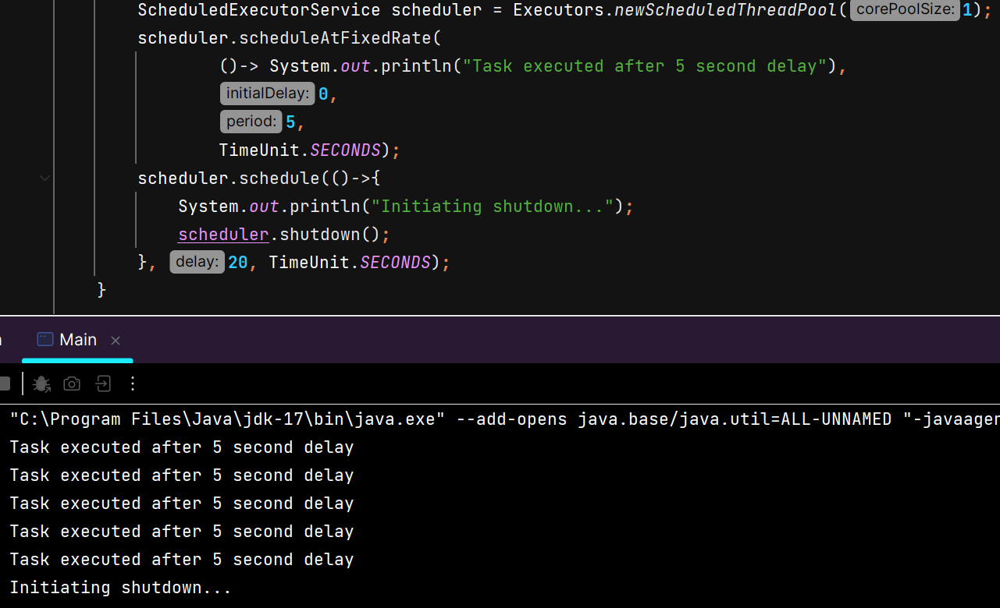 ScheduledExecutorService scheduler = Executors.newScheduledThreadPool( corePoolSize: 1);
scheduler.scheduleAtFixedRate(
()-> System.out.println("Task executed after 5 second delay"),
initialDelay: 0,
period: 5,
TimeUnit.SECONDS);
scheduler.schedule(()->{
System.out.println("Initiating shutdown...");
scheduler.shutdown();
}, delay: 20, TimeUnit.SECONDS);
}
Main
"C:\Program Files\Java\jdk-17\bin\java.exe" --add-opens java.base/java.util=ALL-UNNAMED "-javaagen
Task executed after 5 second delay
Task executed after 5 second delay
Task executed after 5 second delay
Task executed after 5 second delay
Task executed after 5 second delay
Initiating shutdown...